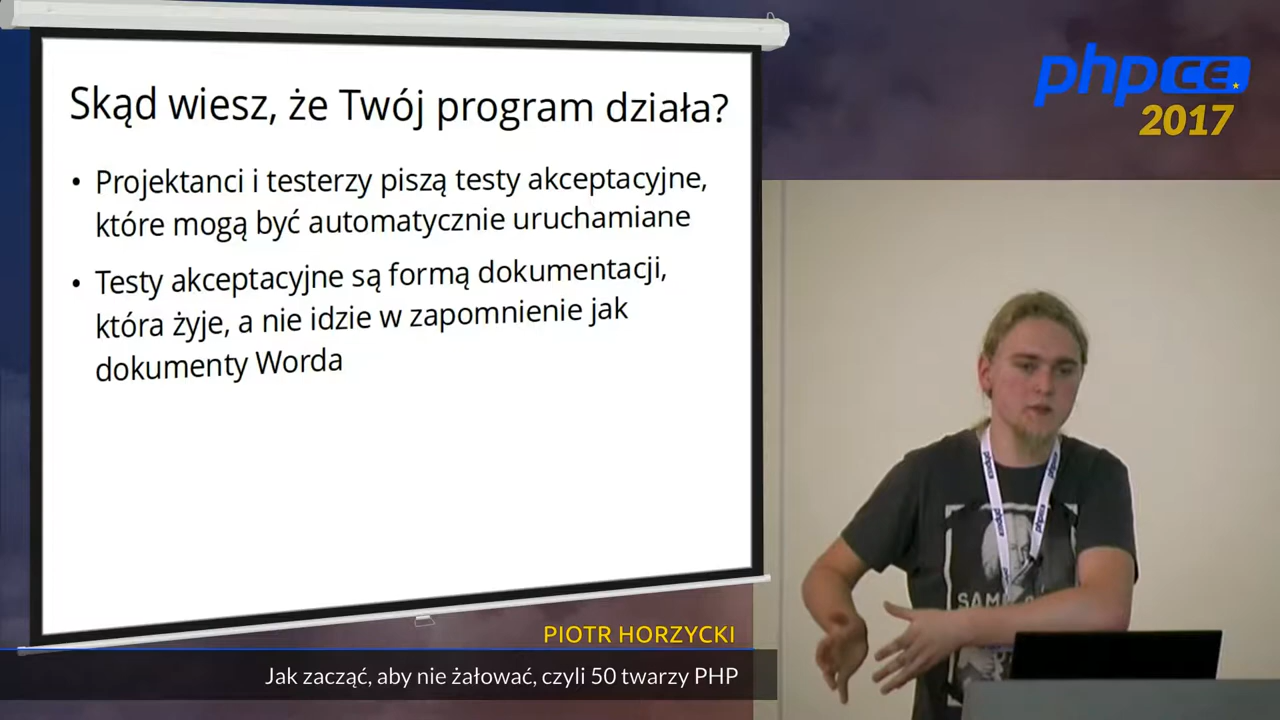 Skąd wiesz, że Twój program działa?
• Projektanci i testerzy piszą testy akceptacyjne,
które mogą być automatycznie uruchamiane
• Testy akceptacyjne są formą dokumentacji,
która żyje, a nie idzie w zapomnienie jak
dokumenty Worda
phpCE
2017
PIOTR HORZYCKI
Jak zacząć, aby nie żałować, czyli 50 twarzy PHP